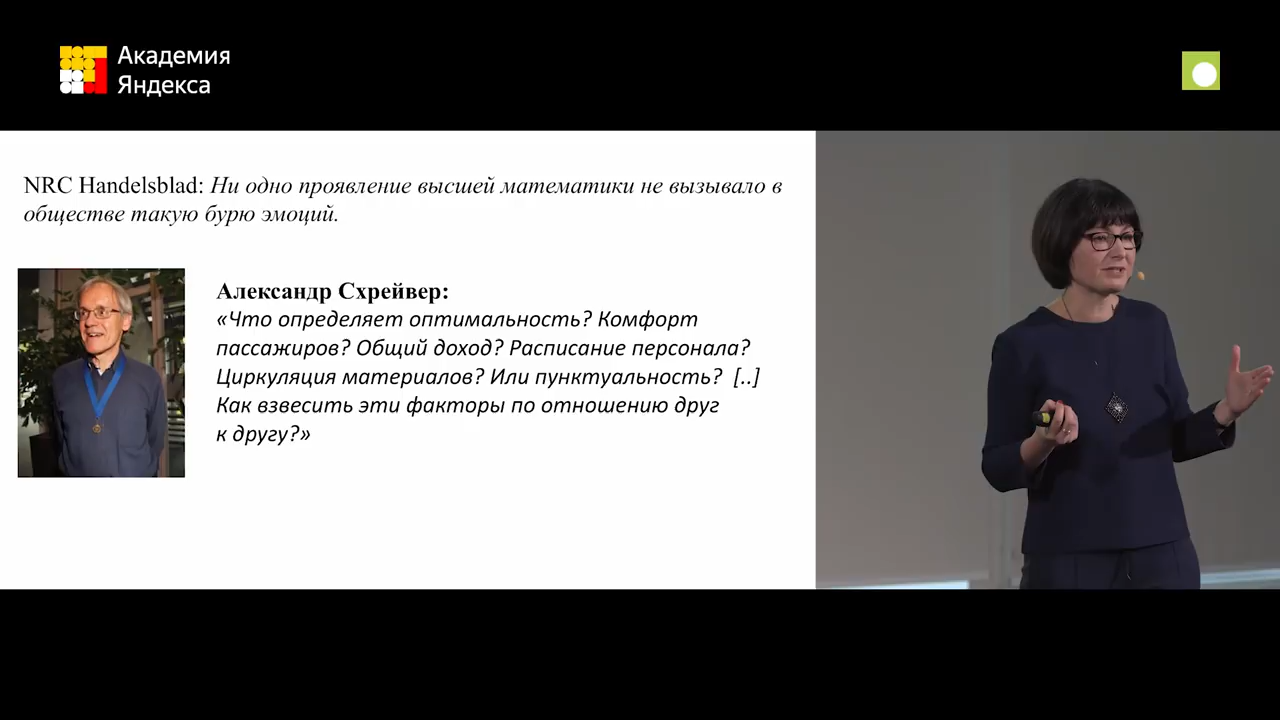 Академия
Яндекса
NRC Handelsblad: Ни одно проявление высшей математики не вызывало в
обществе такую бурю эмоций.
Александр Схрейвер:
«Что определяет оптимальность? Комфорт
пассажиров? Общий доход? Расписание персонала?
Циркуляция материалов? Или пунктуальность? [..]
Как взвесить эти факторы по отношению друг
к другу?»